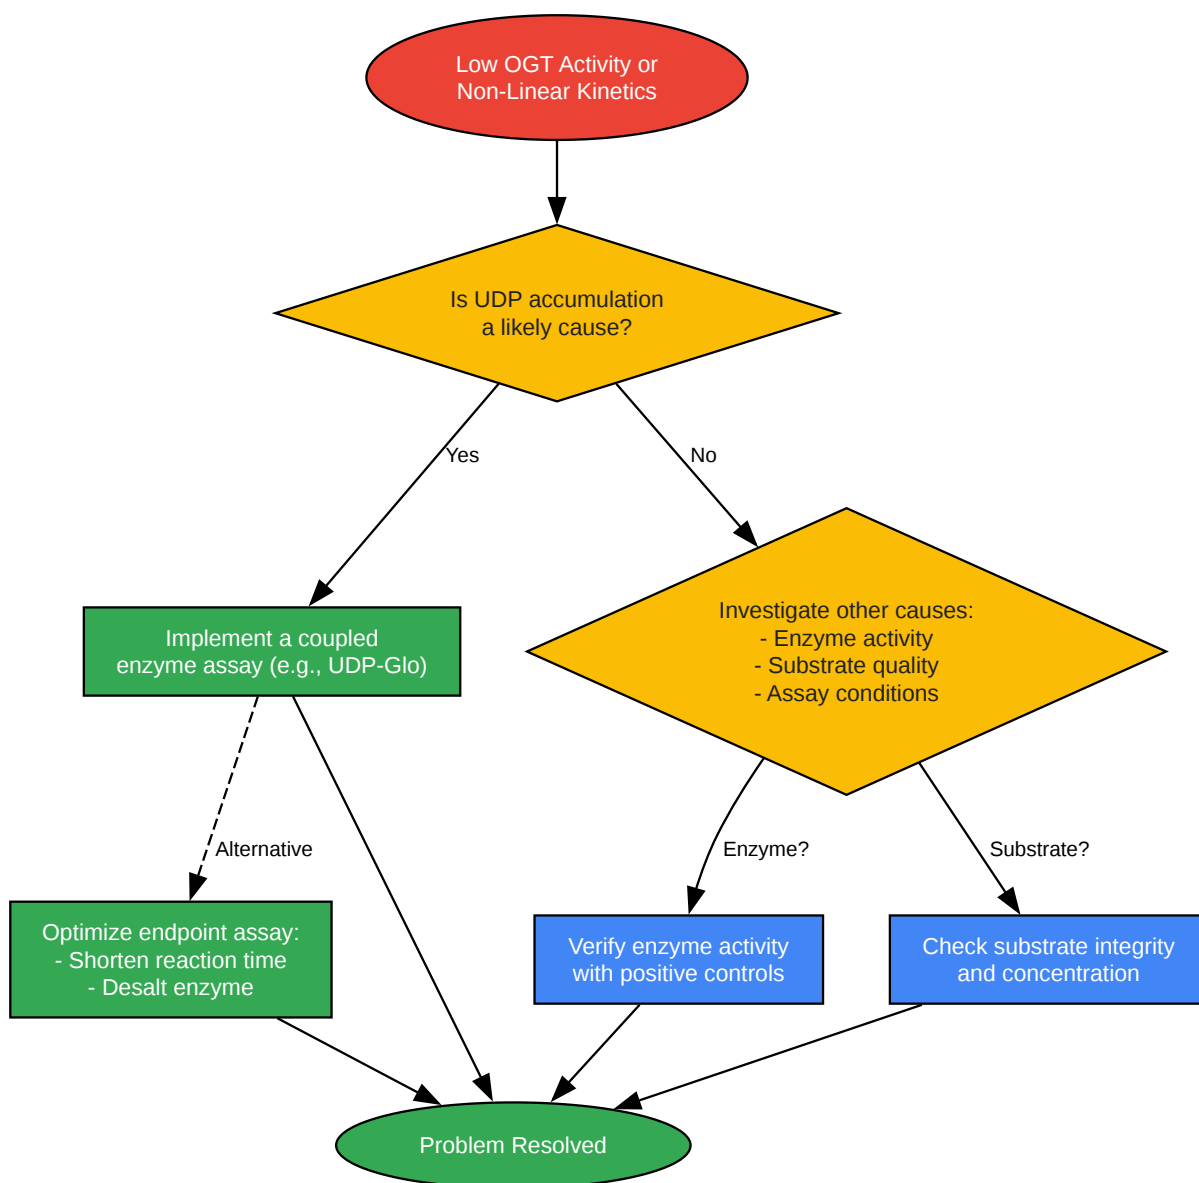 Low OGT Activity or
Non-Linear Kinetics
Is UDP accumulation
a likely cause?
Yes
No
Investigate other causes:
- Enzyme activity
- Substrate quality
- Assay conditions
Implement a coupled
enzyme assay (e.g., UDP-Glo)
Alternative
Enzyme?
Substrate?
Optimize endpoint assay:
- Shorten reaction time
- Desalt enzyme
Verify enzyme activity
with positive controls
Check substrate integrity
and concentration
Problem Resolved